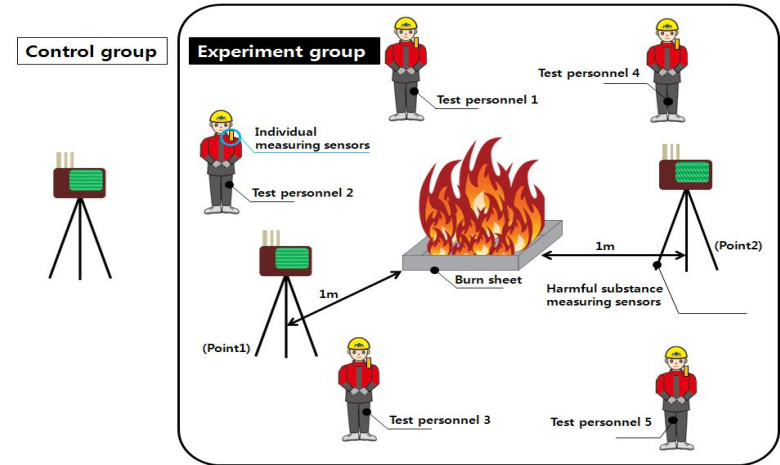 Control group
Experiment group
Test personnel 1
Test personnel 4
Individual
measuring sensors
Test personnel 2
1m
(Point2)
Burn sheet
Harmful substance
measuring sensors
1m
(Point1)
Test personnel 3
Test personnel 5